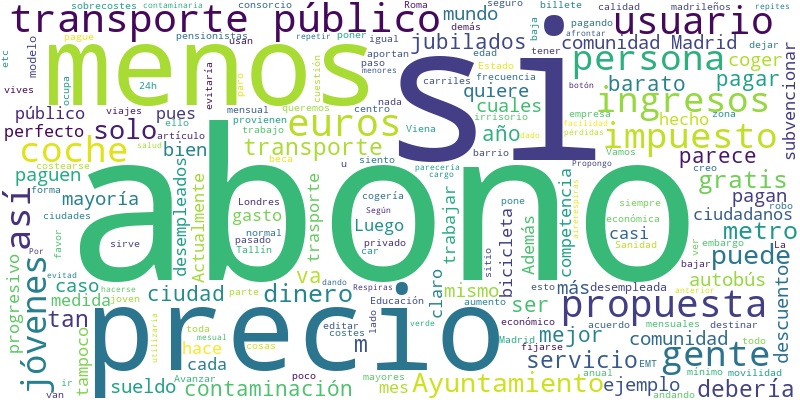 sobrecostes
contaminaria
consorcio
Roma
seguro
billete
calidad
madrileños
repites
transporte público
pensionistas
repetir
poner
demás
usan
jubilados
mundo
usuario
pagando
baja
afrontar
dejar
etc
modelo
pague
menos
si
igual
aportan
edad
tener
comunidad Madrid
coger
ocupa
24h
evitaría
paro
cuestión
paso
menores
Estado
frecuencia
carriles
quiere
persona
barato
pagar
botón
vives
viajes
mensual
queremos
provienen
centro
nada
irrisorio
cuales
ingresos
subvencionar
público
pues
perfecto
solo
ello
trabajo
artículo
euros
Viena
año
dado
empresa
facilidad
pérdidas
hecho
zona
impuesto
coche
bien
salud
transporte
siento
barrio
Vamos
parece
costearse
paguen
desempleados
beca
u
parecería
cargo
Propongo
creo
gratis
forma
mayoría
Actualmente
Londres
cogería
Según
abono
trabajar
pone
siempre
económica
pagan
robo
ciudades
así
gasto
normal
pasado
Luego
Además
bicicleta
competencia
airerespiras
casi
ciudadanos
Por
favor
sirve
Tallín
privado
car
sitio
embargo
ver
La
metro
progresivo
jóvenes
caso
va
trasporte
dando
Respiras
claro
esto
más
desempleada
bajar
puede
autobús
evitad
medida
hacerse
joven
ciudad
parte
dinero
Educación
mismo
ser
propuesta
anterior
descuentos
tan
tampoco
utilizaría
toda
mesual
cosas
precio
m
editar
costes
aumento
verde
económico
Madrid
mejor
acuerdo
mensuales
destinar
comunidad
todo
hace
cada
lado
fijarse
servicio
EMT
mínimo
movilidad
gente
ir
van
sueldo
Avanzar
poco
contaminación
mayores
mes
Ayuntamiento
ejemplo
anual
debería
Sanidad